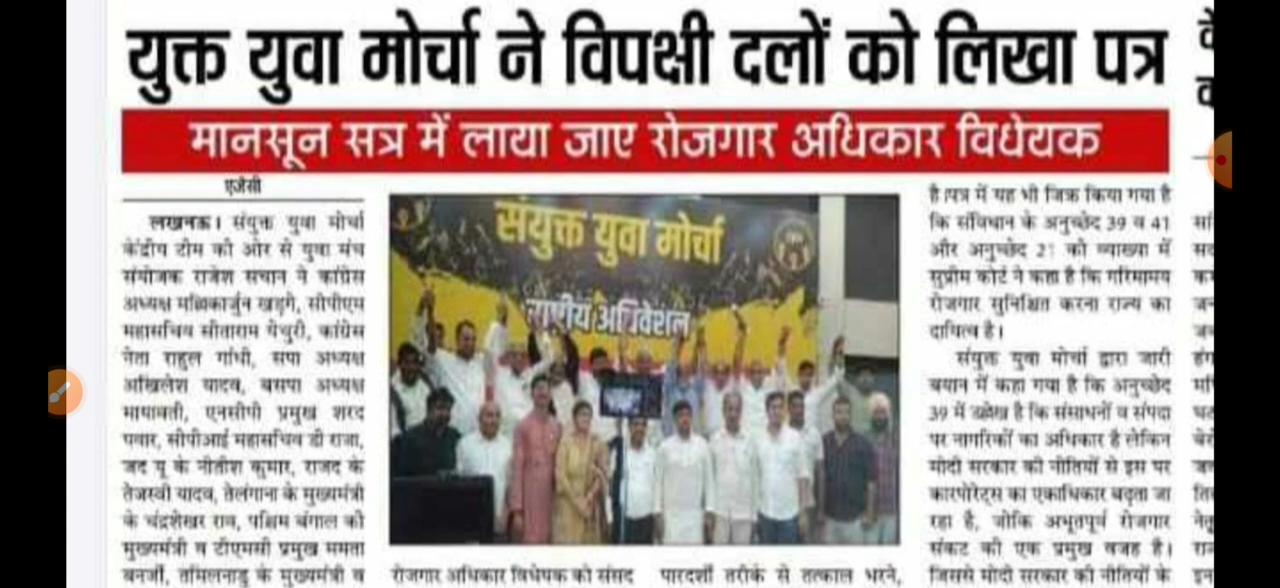 युक्त युवा मोर्चा ने विपक्षी दलों को लिखा पत्र
मानसून सत्र में लाया जाए रोजगार अधिकार विधेयक
एजेंसी
लखनऊ। संयुक्त युवा मोर्चा
केंद्रीय टीम की ओर से युवा मंच
संयोजक राजेश सचान ने कांग्रेस
अध्यक्ष मल्लिकार्जुन खड़गे, सीपीएम
महासचिव सीताराम येचुरी, कांग्रेस
नेता राहुल गांधी, सपा अध्यक्ष
अखिलेश यादव, बसपा अध्यक्ष
मायावती, एनसीपी प्रमुख शरद
पवार, सीपीआई महासचिव डी राजा,
जद यू के नीतीश कुमार, राजद के
तेजस्वी यादव, तेलंगाना के मुख्यमंत्री
के चंद्रशेखर राव, पश्चिम बंगाल की
मुख्यमंत्री व टीएमसी प्रमुख ममता
बनर्जी, तमिलनाडु के मुख्यमंत्री व
संयुक्त युवा मोर्चा
राष्ट्रीय अधिवेशन
रोजगार अधिकार विधेयक को संसद
पारदर्शी तरीके से तत्काल भरने,
है।पत्र में यह भी जिक्र किया गया है
कि संविधान के अनुच्छेद 39 व 41
और अनुच्छेद 21 की व्याख्या में
सुप्रीम कोर्ट ने कहा है कि गरिमामय
रोजगार सुनिश्चित करना राज्य का
दायित्व है।
संयुक्त युवा मोर्चा द्वारा जारी
बयान में कहा गया है कि अनुच्छेद
39 में उल्लेख है कि संसाधनों व संपदा
पर नागरिकों का अधिकार है लेकिन
मोदी सरकार की नीतियों से इस पर
कारपोरेट्स का एकाधिकार बढ़ता जा
रहा है, जोकि अभूतपूर्व रोजगार
संकट की एक प्रमुख वजह है।
जिससे मोदी सरकार की नीतियों के